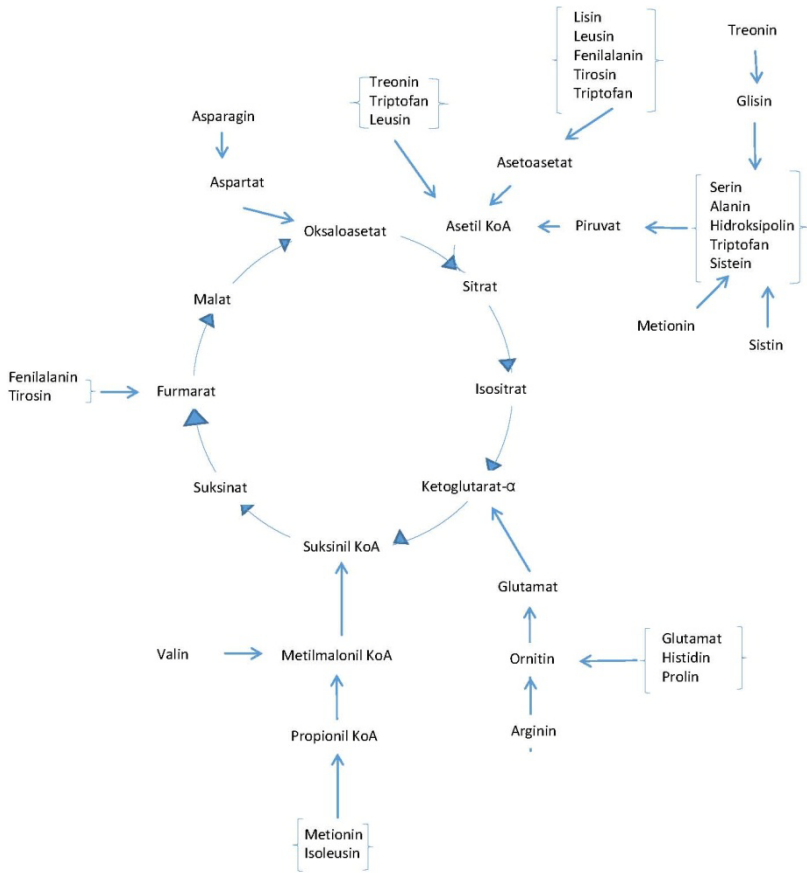 Lisin
Leusin
Fenilalanin
Tirosin
Triptofan
Treonin
Glisin
Treonin
Triptofan
Leusin
Asparagin
Aspartat
Asetoasetat
Serin
Alanin
Hidroksipolin
Triptofan
Sistein
Oksaloasetat
Asetil KoA
Piruvat
Sitrat
Malat
Metionin
Sistin
Fenilalanin
Tirosin
Furmarat
Isositrat
Suksinat
Ketoglutarat-α
Suksinil KoA
Glutamat
Valin
Metilmalonil KoA
Ornitin
Glutamat
Histidin
Prolin
Propionil KoA
Arginin
Metionin
Isoleusin